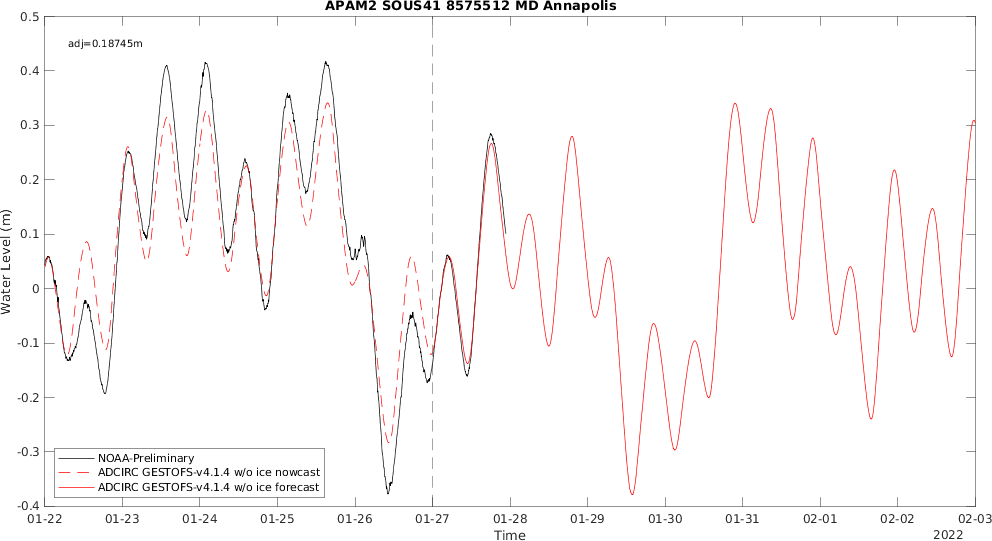 APAM2 SOUS41 8575512 MD Annapolis
adj=0.18745m
0.5
0.4
0.3
0.2
0.1
0
-0.1
-0.2
-0.3
-0.4
Water Level (m)
NOAA-Preliminary
ADCIRC GESTOFS-v4.1.4 w/o ice nowcast
ADCIRC GESTOFS-v4.1.4 w/o ice forecast
01-22 01-23 01-24 01-25 01-26 01-27 01-28 01-29 01-30 01-31 02-01 02-02 02-03
Time
2022